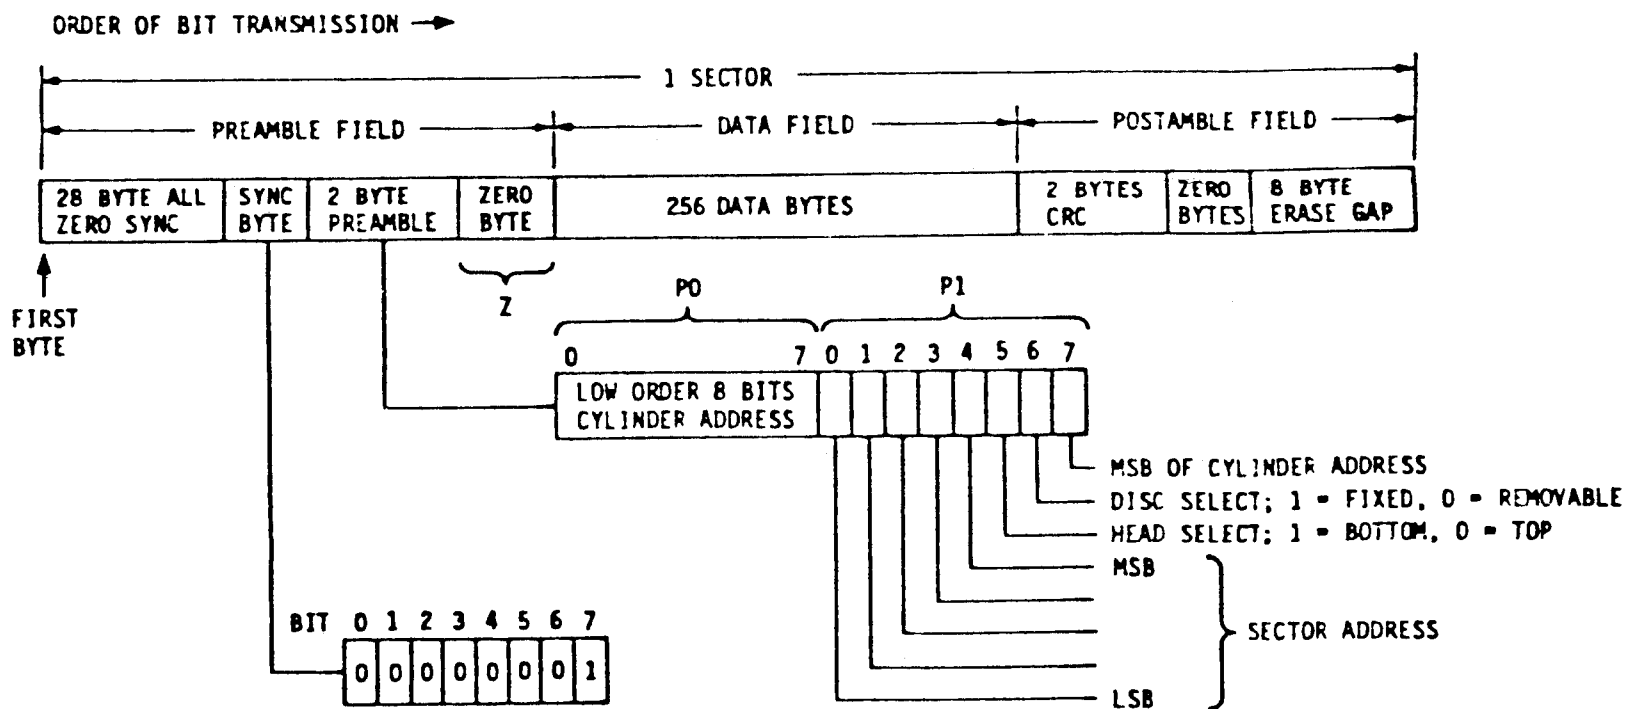 ORDER OF BIT TRANSMISSION
1 SECTOR
PREAMBLE FIELD
DATA FIELD
POSTAMBLE FIELD
28 BYTE ALL
ZERO SYNC
SYNC
BYTE
2 BYTE
PREAMBLE
ZERO
BYTE
256 DATA BYTES
2 BYTES
CRC
ZERO
BYTES
8 BYTE
ERASE GAP
FIRST
BYTE
Z
P0
P1
0 7 0 1 2 3 4 5 6 7
LOW ORDER 8 BITS
CYLINDER ADDRESS
MSB OF CYLINDER ADDRESS
DISC SELECT; 1 = FIXED, 0 = REMOVABLE
HEAD SELECT; 1 = BOTTOM, 0 = TOP
MSB
SECTOR ADDRESS
LSB
BIT 0 1 2 3 4 5 6 7
0 0 0 0 0 0 0 1